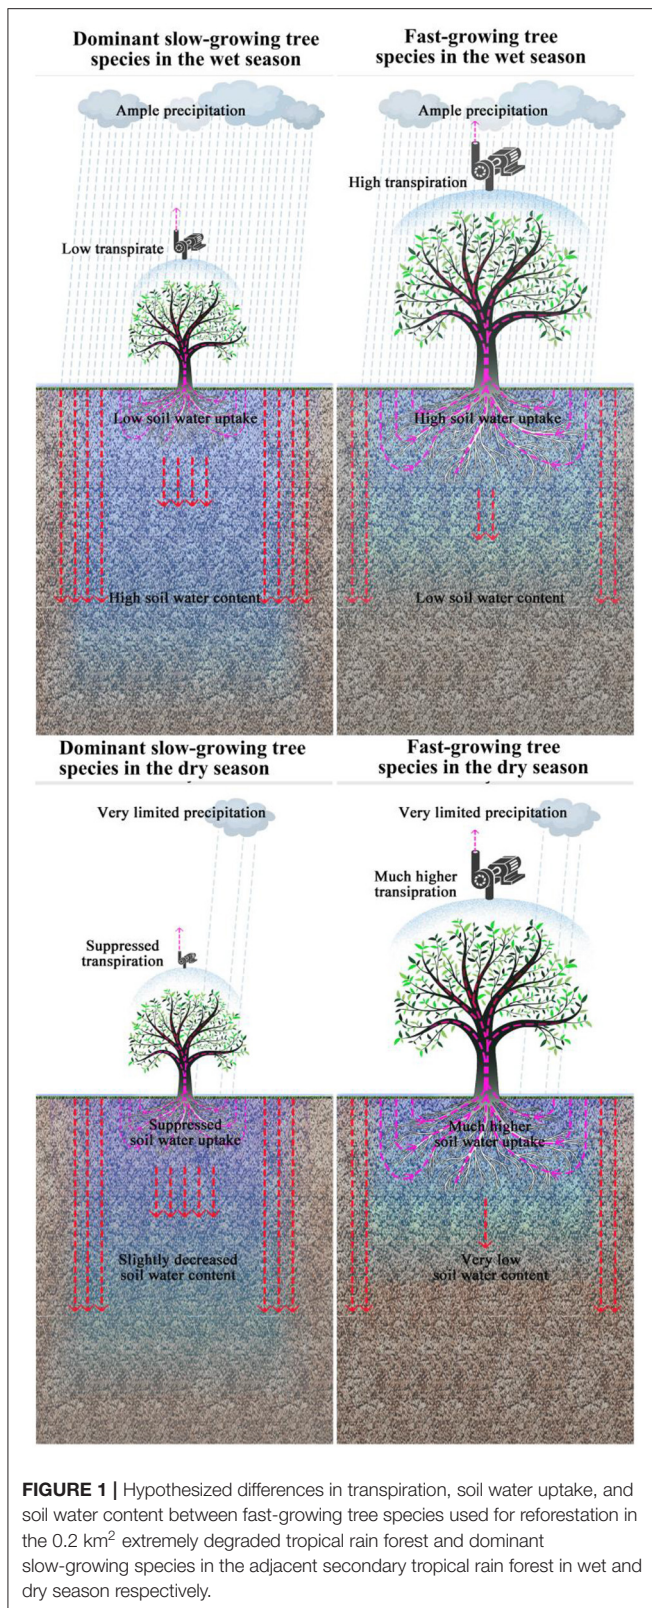 Dominant slow-growing tree
species in the wet season
Ample precipitation
Low transpirate
Low soil water uptake
High soil water content
Fast-growing tree
species in the wet season
Ample precipitation
High transpiration
High soil water uptake
Low soil water content
Dominant slow-growing tree
species in the dry season
Very limited precipitation
Suppressed
transpiration
Suppressed
soil water uptake
Slightly decreased
soil water content
Fast-growing tree
species in the dry season
Very limited precipitation
Much higher
transipration
Much higher
soil water uptake
Very low
soil water content
FIGURE 1 | Hypothesized differences in transpiration, soil water uptake, and
soil water content between fast-growing tree species used for reforestation in
the 0.2 km² extremely degraded tropical rain forest and dominant
slow-growing species in the adjacent secondary tropical rain forest in wet and
dry season respectively.